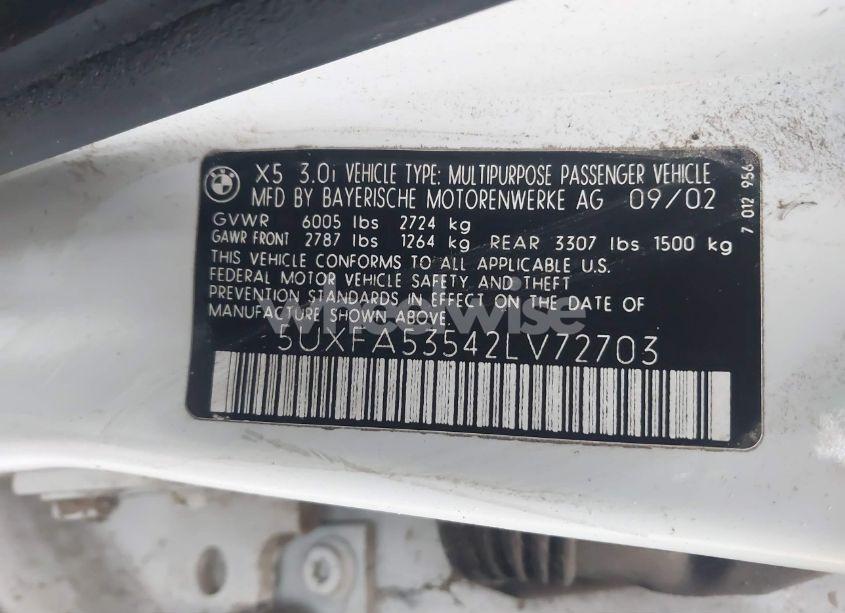 X5 3.0i VEHICLE TYPE: MULTIPURPOSE PASSENGER VEHICLE
MFD BY BAYERISCHE MOTORENWERKE AG 09/02
GVWR 6005 lbs 2724 kg
GAWR FRONT 2787 lbs 1264 kg REAR 3307 lbs 1500 kg
THIS VEHICLE CONFORMS TO ALL APPLICABLE U.S.
FEDERAL MOTOR VEHICLE SAFETY AND THEFT
PREVENTION STANDARDS IN EFFECT ON THE DATE OF
MANUFACTURE SHOWN ABOVE.
5UXFA53542LV72703
7 012 956
wheelwise